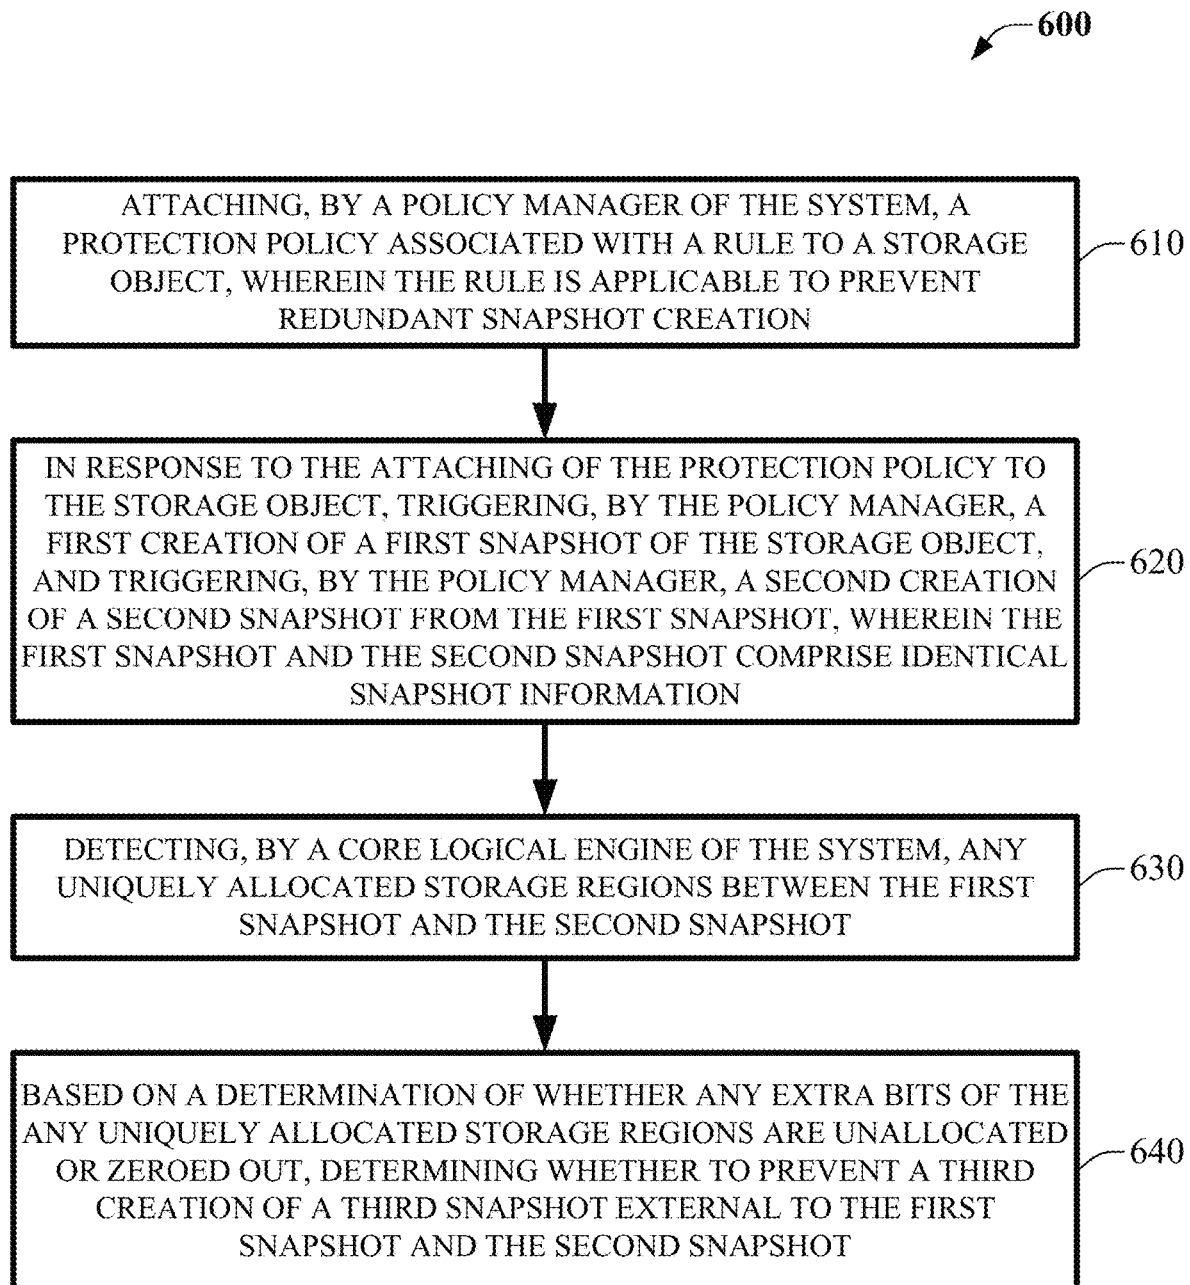 600
ATTACHING, BY A POLICY MANAGER OF THE SYSTEM, A
PROTECTION POLICY ASSOCIATED WITH A RULE TO A STORAGE
OBJECT, WHEREIN THE RULE IS APPLICABLE TO PREVENT
REDUNDANT SNAPSHOT CREATION
610
IN RESPONSE TO THE ATTACHING OF THE PROTECTION POLICY TO
THE STORAGE OBJECT, TRIGGERING, BY THE POLICY MANAGER, A
FIRST CREATION OF A FIRST SNAPSHOT OF THE STORAGE OBJECT,
AND TRIGGERING, BY THE POLICY MANAGER, A SECOND CREATION
OF A SECOND SNAPSHOT FROM THE FIRST SNAPSHOT, WHEREIN THE
FIRST SNAPSHOT AND THE SECOND SNAPSHOT COMPRISE IDENTICAL
SNAPSHOT INFORMATION
620
DETECTING, BY A CORE LOGICAL ENGINE OF THE SYSTEM, ANY
UNIQUELY ALLOCATED STORAGE REGIONS BETWEEN THE FIRST
SNAPSHOT AND THE SECOND SNAPSHOT
630
BASED ON A DETERMINATION OF WHETHER ANY EXTRA BITS OF THE
ANY UNIQUELY ALLOCATED STORAGE REGIONS ARE UNALLOCATED
OR ZEROED OUT, DETERMINING WHETHER TO PREVENT A THIRD
CREATION OF A THIRD SNAPSHOT EXTERNAL TO THE FIRST
SNAPSHOT AND THE SECOND SNAPSHOT
640